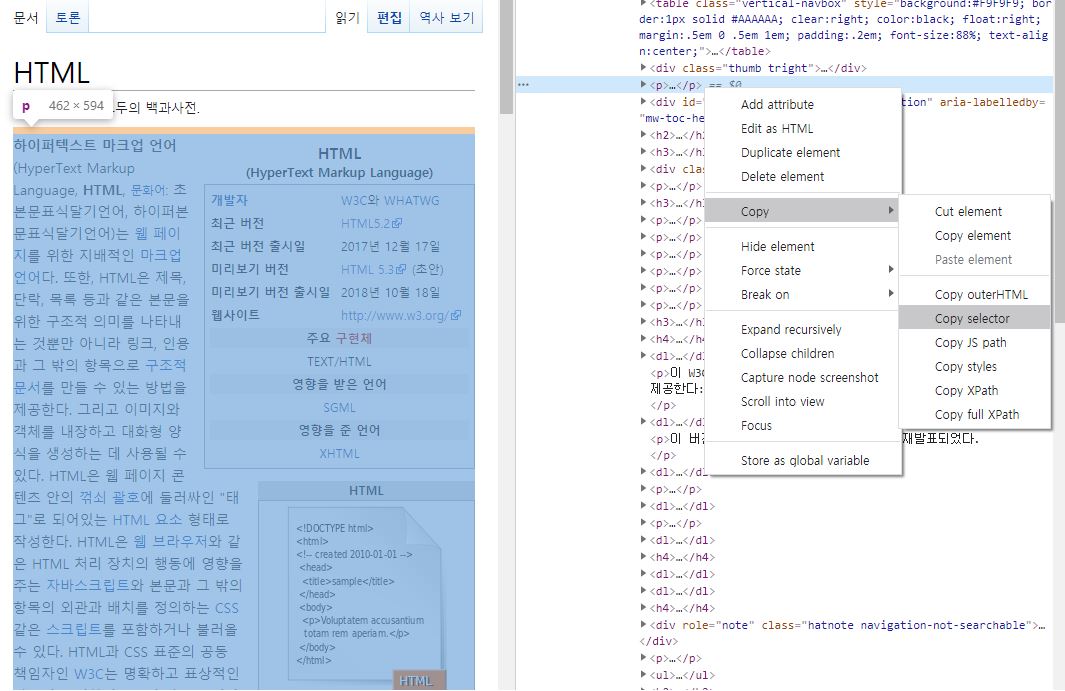 문서
토론
읽기
편집
역사 보기
HTML
p 462 × 594
두의 백과사전.
하이퍼텍스트 마크업 언어
(HyperText Markup
Language, HTML, 문화어: 초
본문표식달기언어, 하이퍼본
문표식달기언어)는 웹 페이
지를 위한 지배적인 마크업
언어다. 또한, HTML은 제목,
단락, 목록 등과 같은 본문을
위한 구조적 의미를 나타내
는 것뿐만 아니라 링크, 인용
과 그 밖의 항목으로 구조적
문서를 만들 수 있는 방법을
제공한다. 그리고 이미지와
객체를 내장하고 대화형 양
식을 생성하는 데 사용될 수
있다. HTML은 웹 페이지 콘
텐츠 안의 꺾쇠 괄호에 둘러싸인 "태
그"로 되어있는 HTML 요소 형태로
작성한다. HTML은 웹 브라우저와 같
은 HTML 처리 장치의 행동에 영향을
주는 자바스크립트와 본문과 그 밖의
항목의 외관과 배치를 정의하는 CSS
같은 스크립트를 포함하거나 불러올
수 있다. HTML과 CSS 표준의 공동
책임자인 W3C는 명확하고 표상적인
HTML
(HyperText Markup Language)
개발자 W3C와 WHATWG
최근 버전 HTML5.2
최근 버전 출시일 2017년 12월 17일
미리보기 버전 HTML 5.3 (초안)
미리보기 버전 출시일 2018년 10월 18일
웹사이트 http://www.w3.org/
주요 구현체
TEXT/HTML
영향을 받은 언어
SGML
영향을 준 언어
XHTML
HTML
<!DOCTYPE html>
<html>
<!-- created 2010-01-01 -->
<head>
<title>sample</title>
</head>
<body>
<p>Voluptatem accusantium
totam rem aperiam.</p>
</body>
</html>
HTML
<table class="vertical-navbox" style="background:#F9F9F9; bor
der:1px solid #AAAAAA; clear:right; color:black; float:right;
margin:.5em 0 .5em 1em; padding:.2em; font-size:88%; text-alig
n:center;">…</table>
<div class="thumb tright">…</div>
… <p>…</p> == $0
<div id="
ion" aria-labelledby=
"mw-toc-he
<h2>…</h
<h3>…</h
<div clas
<p>…</p>
<h3>…</h
<p>…</p>
<p>…</p>
<p>…</p>
<p>…</p>
<p>…</p>
<p>…</p>
<h3>…</h
<h4>…</h
<dl>…</dl
<p>이 W3C
제공한다:
</p>
<dl>…</dl
<p>이 버
재발표되었다.
</p>
<dl>…</dl>
<p>…</p>
<dl>…</dl>
<p>…</p>
<dl>…</dl>
<h4>…</h4>
<dl>…</dl>
<dl>…</dl>
<h4>…</h4>
<div role="note" class="hatnote navigation-not-searchable">…
</div>
<p>…</p>
<ul>…</ul>
Add attribute
Edit as HTML
Duplicate element
Delete element
Copy
Hide element
Force state
Break on
Expand recursively
Collapse children
Capture node screenshot
Scroll into view
Focus
Store as global variable
Cut element
Copy element
Paste element
Copy outerHTML
Copy selector
Copy JS path
Copy styles
Copy XPath
Copy full XPath